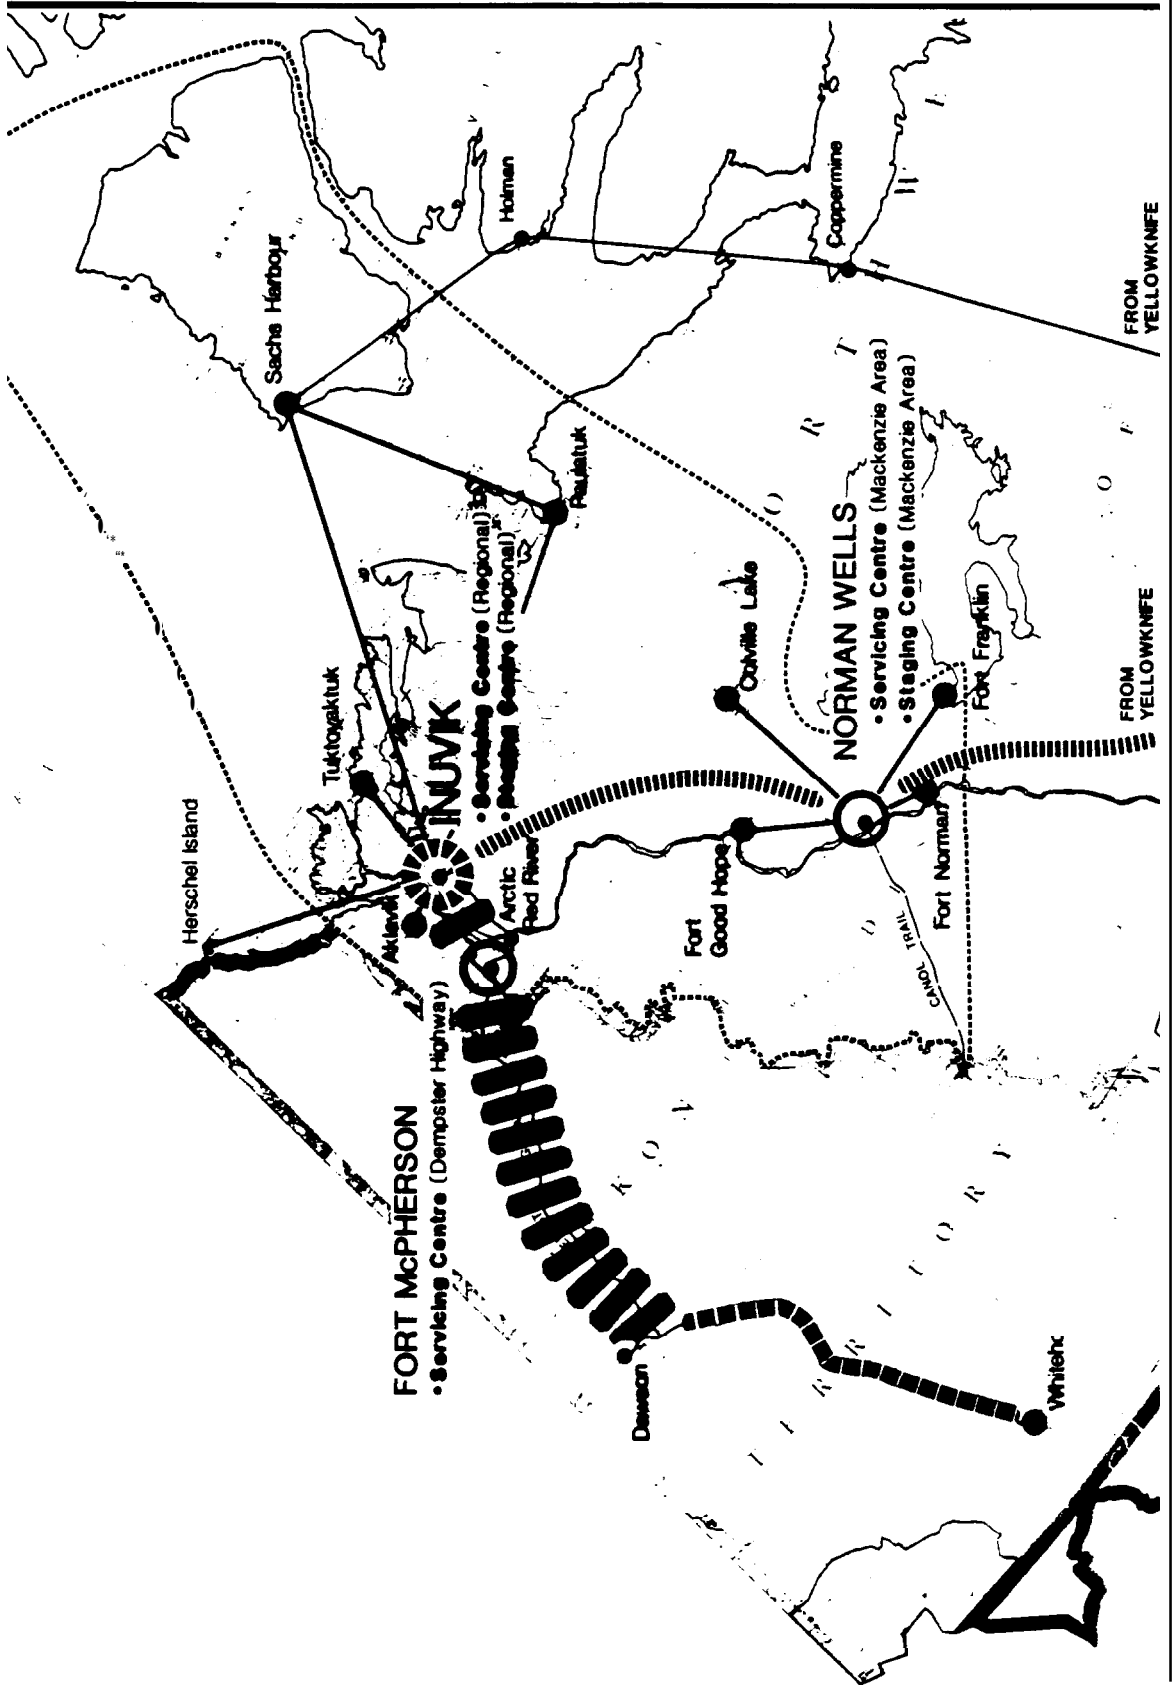 Sachs Harbour
Holman
Coppermine
FROM
YELLOWKNIFE
Paulatuk
Tuktoyaktuk
Herschel Island
INUVIK
• Servicing Centre (Regional)
• Staging Centre (Regional)
Aklavik
Arctic
Red River
Colville Lake
NORMAN WELLS
• Servicing Centre (Mackenzie Area)
• Staging Centre (Mackenzie Area)
Fort Franklin
FROM
YELLOWKNIFE
Fort
Good Hope
Fort Norman
CANOL TRAIL
FORT McPHERSON
• Servicing Centre (Dempster Highway)
Dawson